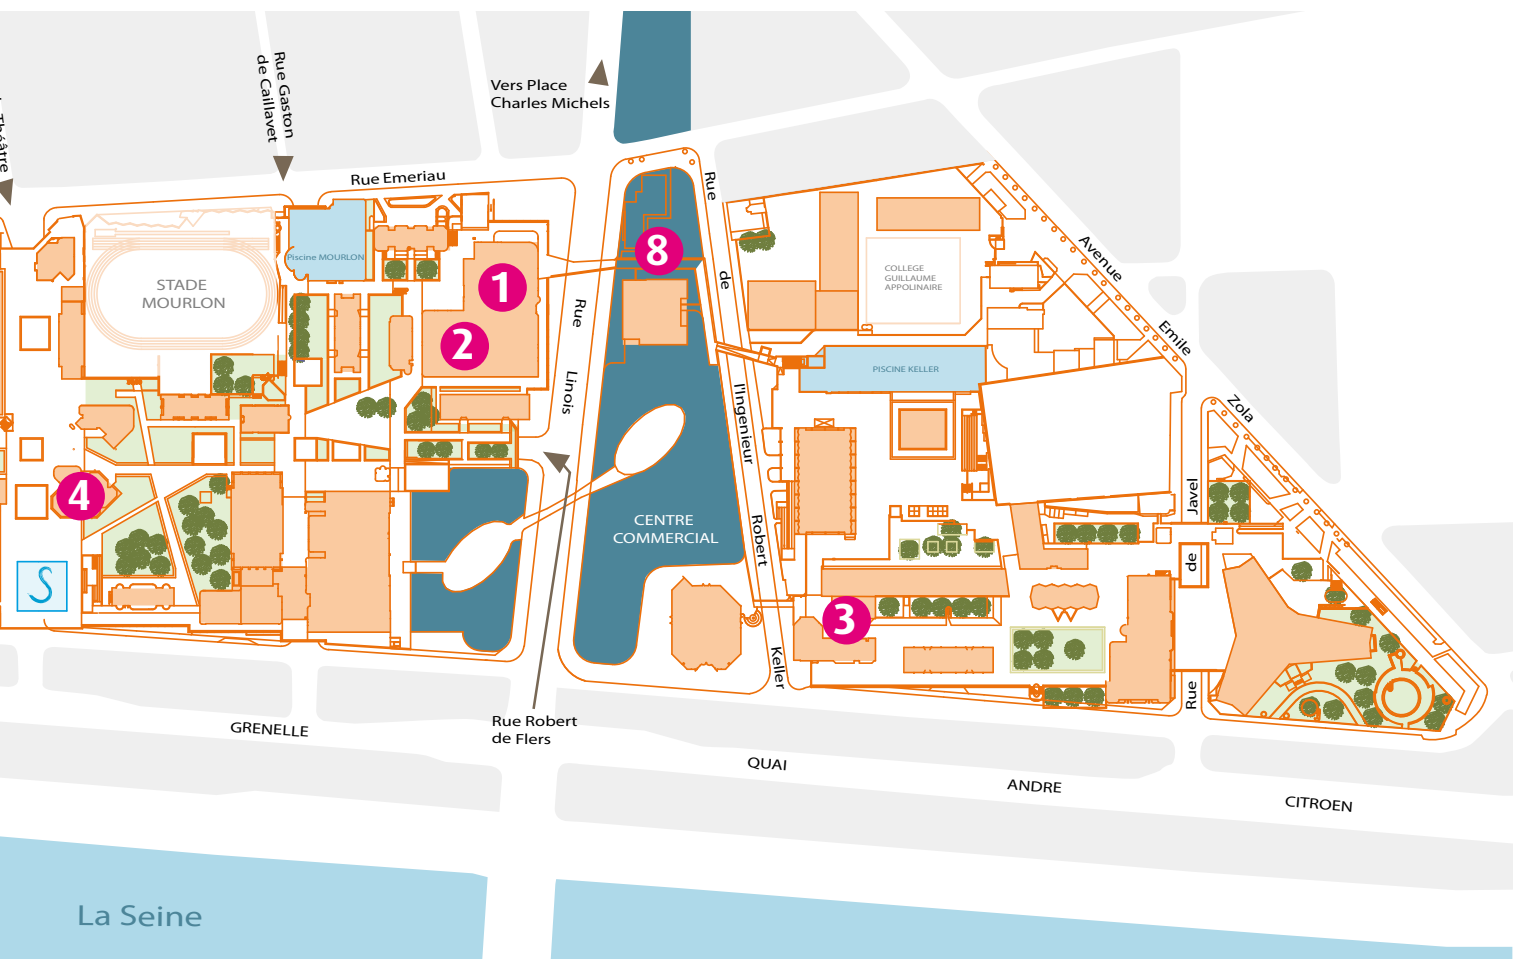 Rue Gaston
de Caillavet
Théâtre
Vers Place
Charles Michels
Rue Emeriau
Rue
de
l'Ingenieur
Robert
Keller
Avenue
Emile
Zola
Piscine MOURLON
STADE
MOURLON
1
2
8
COLLEGE
GUILLAUME
APPOLINAIRE
Rue
Linois
PISCINE KELLER
4
CENTRE
COMMERCIAL
3
S
Javel
de
Rue
Rue Robert
de Flers
GRENELLE
QUAI
ANDRE
CITROEN
La Seine